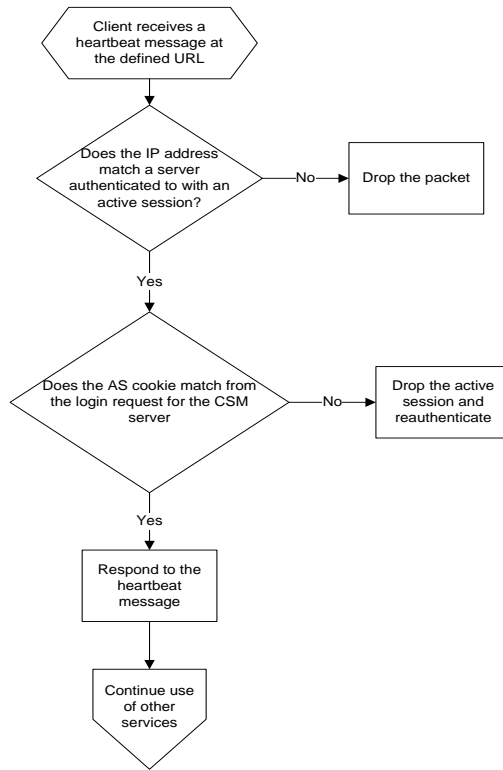 Client receives a
heartbeat message at
the defined URL
Does the IP address
match a server
authenticated to with an
active session?
No
Drop the packet
Yes
Does the AS cookie match from
the login request for the CSM
server
No
Drop the active
session and
reauthenticate
Yes
Respond to the
heartbeat
message
Continue use
of other
services